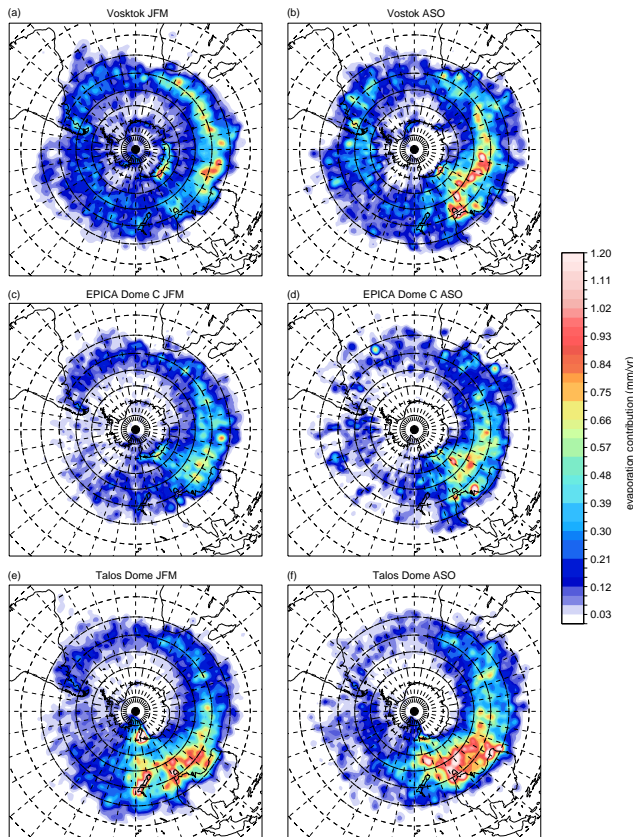 (a) Vosktok JFM
(b) Vostok ASO
(c) EPICA Dome C JFM
(d) EPICA Dome C ASO
1.20
1.11
1.02
0.93
0.84
0.75
0.66
0.57
0.48
0.39
0.30
0.21
0.12
0.03
evaporation contribution (mm/yr)
(e) Talos Dome JFM
(f) Talos Dome ASO